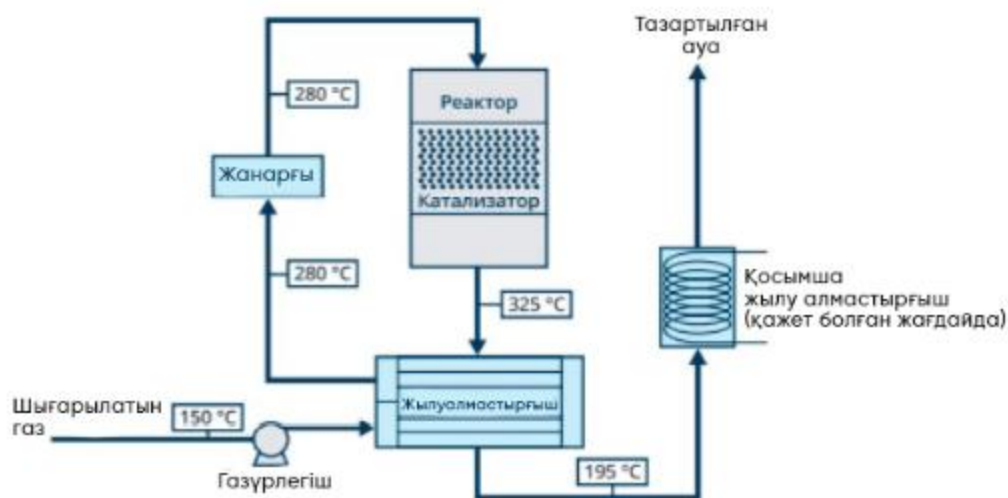 Тазартылған
ауа
280 °C
Реактор
Жанарғы
Катализатор
280 °C
325 °C
Қосымша
жылу алмастырғыш
(қажет болған жағдайда)
Шығарылатын
газ
150 °C
Жылуалмастырғыш
Газүрлегіш
195 °C